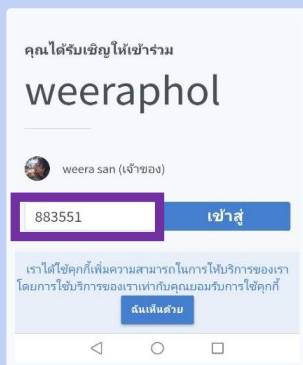 คุณได้รับเชิญให้เข้าร่วม
weeraphol
weera san (เจ้าของ)
883551
เข้าสู่
เราได้ใช้คุกกี้เพิ่มความสามารถในการให้บริการของเรา
โดยการใช้บริการของเราเท่ากับคุณยอมรับการใช้คุกกี้
ฉันเห็นด้วย